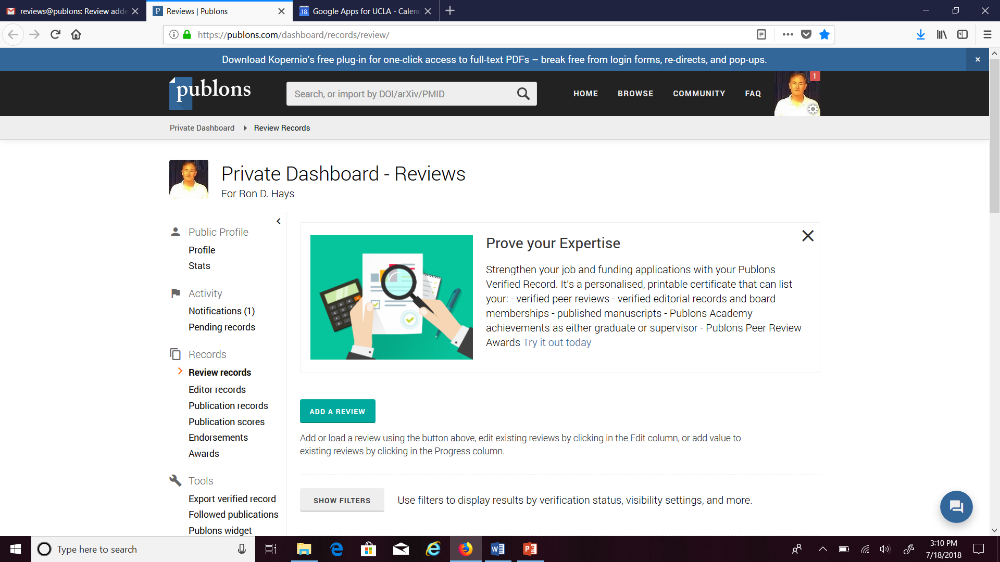 reviews@publons: Review adde
Reviews | Publons
Google Apps for UCLA - Calend
https://publons.com/dashboard/records/review/
Download Kopernio’s free plug-in for one-click access to full-text PDFs – break free from login forms, re-directs, and pop-ups.
publons
Search, or import by DOI/arXiv/PMID
HOME
BROWSE
COMMUNITY
FAQ
1
Private Dashboard
Review Records
Private Dashboard - Reviews
For Ron D. Hays
Public Profile
Profile
Stats
Activity
Notifications (1)
Pending records
Records
Review records
Editor records
Publication records
Publication scores
Endorsements
Awards
Tools
Export verified record
Followed publications
Publons widget
Prove your Expertise
Strengthen your job and funding applications with your Publons
Verified Record. It’s a personalised, printable certificate that can list
your: - verified peer reviews - verified editorial records and board
memberships - published manuscripts - Publons Academy
achievements as either graduate or supervisor - Publons Peer Review
Awards Try it out today
ADD A REVIEW
Add or load a review using the button above, edit existing reviews by clicking in the Edit column, or add value to
existing reviews by clicking in the Progress column.
SHOW FILTERS
Use filters to display results by verification status, visibility settings, and more.
Type here to search
3:10 PM
7/18/2018